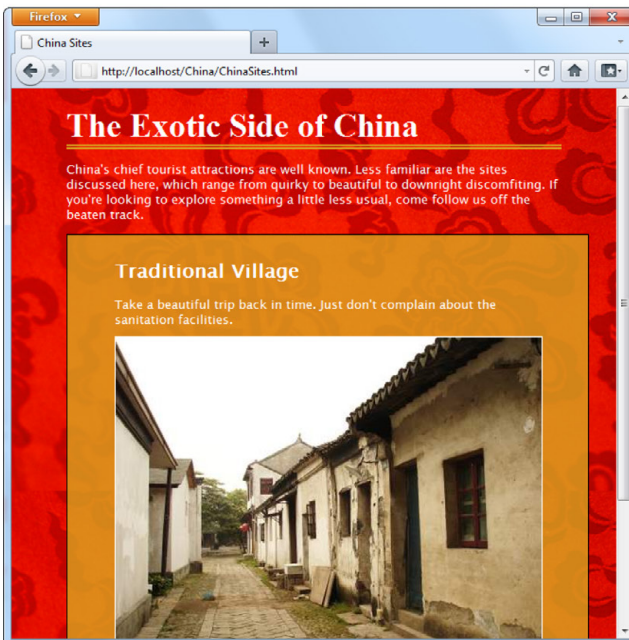 Firefox
China Sites
http://localhost/China/ChinaSites.html
The Exotic Side of China
China's chief tourist attractions are well known. Less familiar are the sites
discussed here, which range from quirky to beautiful to downright discomfiting. If
you're looking to explore something a little less usual, come follow us off the
beaten track.
Traditional Village
Take a beautiful trip back in time. Just don't complain about the
sanitation facilities.